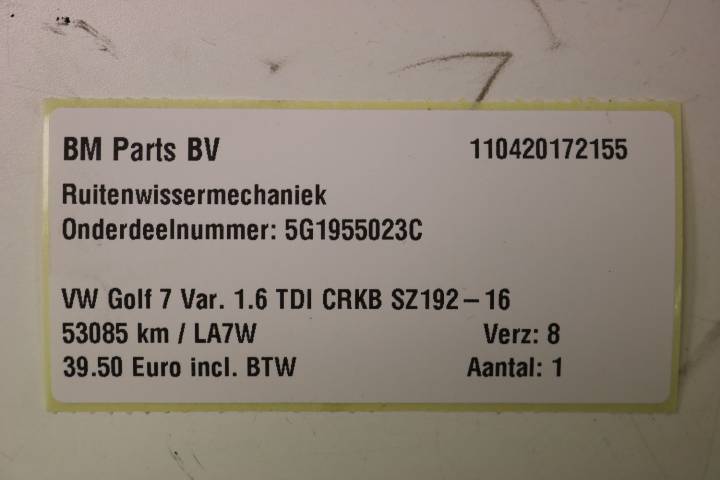 BM Parts BV 110420172155
Ruitenwissermechaniek
Onderdeelnummer: 5G1955023C
VW Golf 7 Var. 1.6 TDI CRKB SZ192-16
53085 km / LA7W Verz: 8
39.50 Euro incl. BTW Aantal: 1